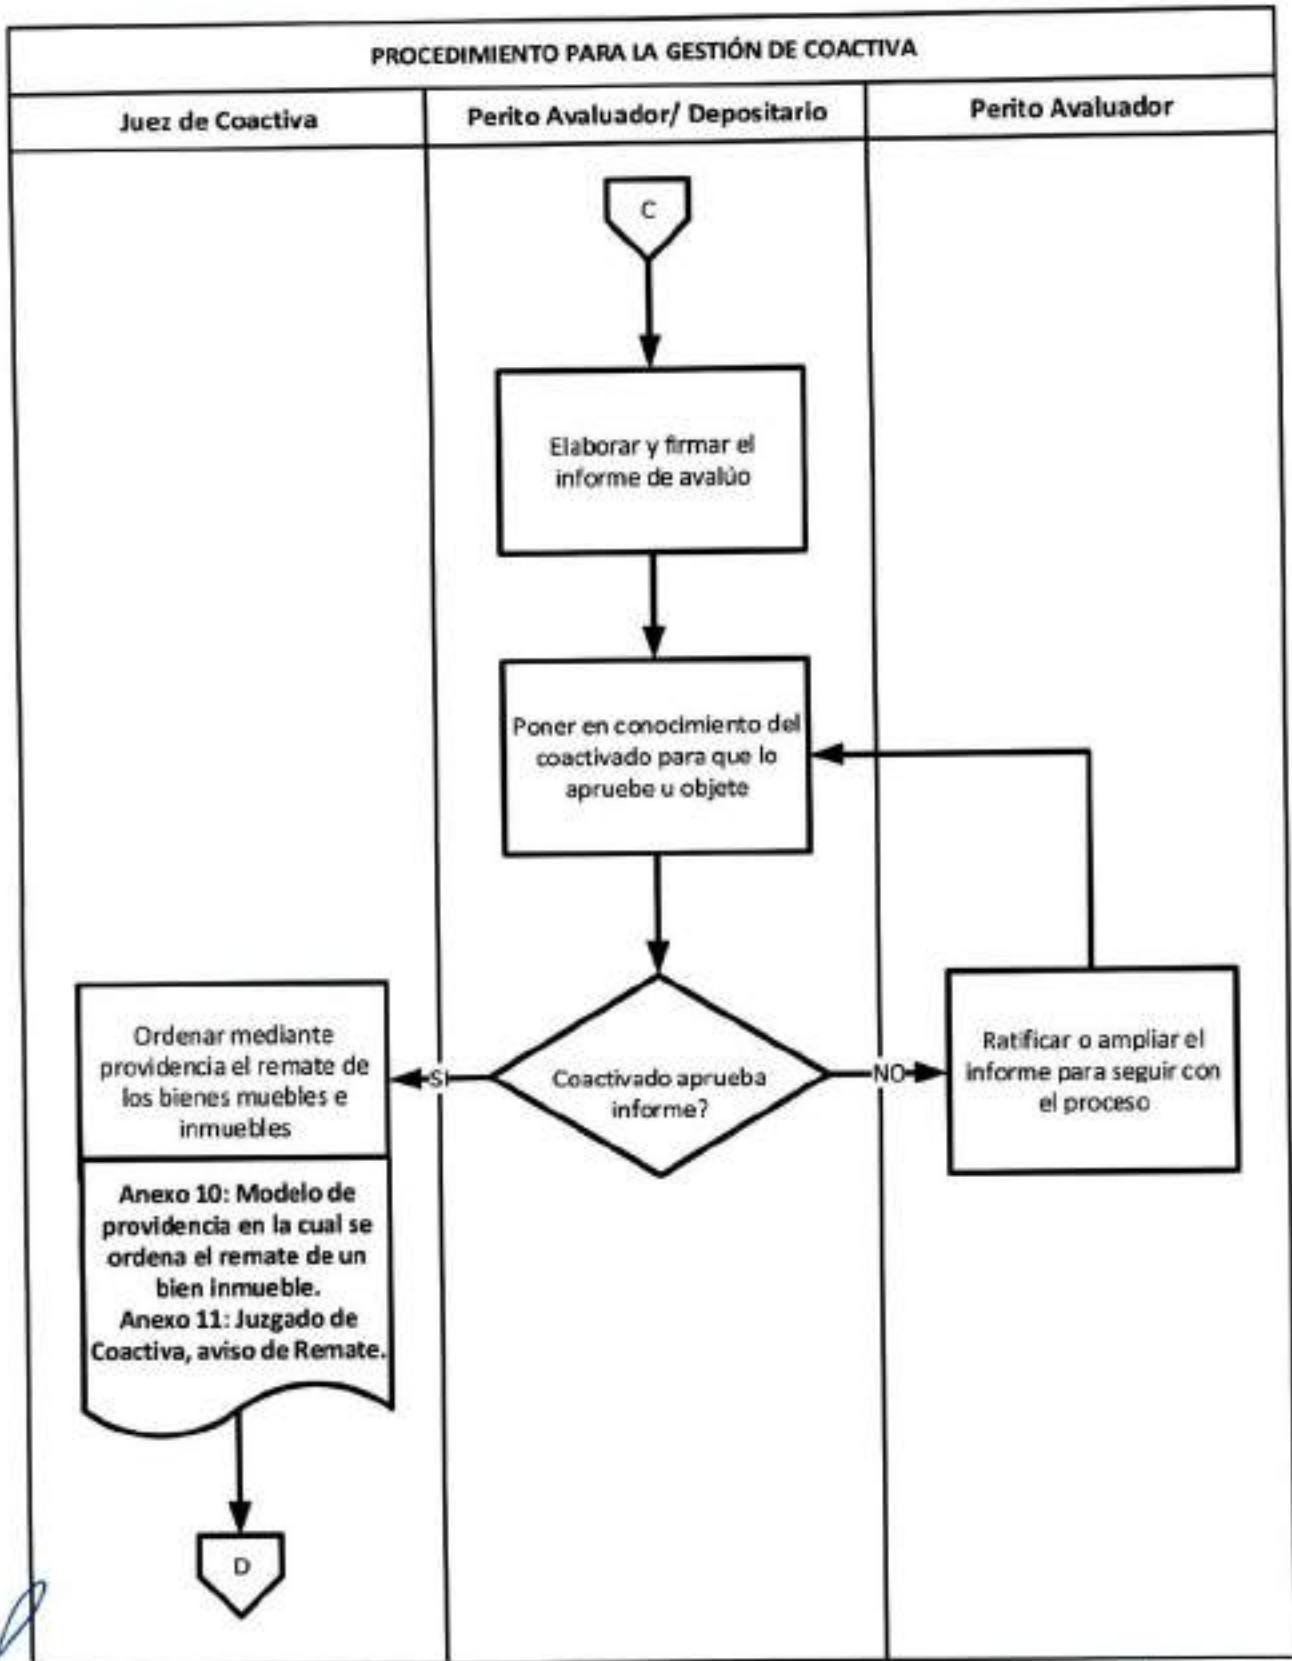 PROCEDIMIENTO PARA LA GESTIÓN DE COACTIVA
Juez de Coactiva
Perito Avaluador/ Depositario
Perito Avaluador
C
Elaborar y firmar el
informe de avalúo
Poner en conocimiento del
coactivado para que lo
apruebe u objete
Coactivado aprueba
informe?
SI
NO
Ratificar o ampliar el
informe para seguir con
el proceso
Ordenar mediante
providencia el remate de
los bienes muebles e
inmuebles
Anexo 10: Modelo de
providencia en la cual se
ordena el remate de un
bien inmueble.
Anexo 11: Juzgado de
Coactiva, aviso de Remate.
D